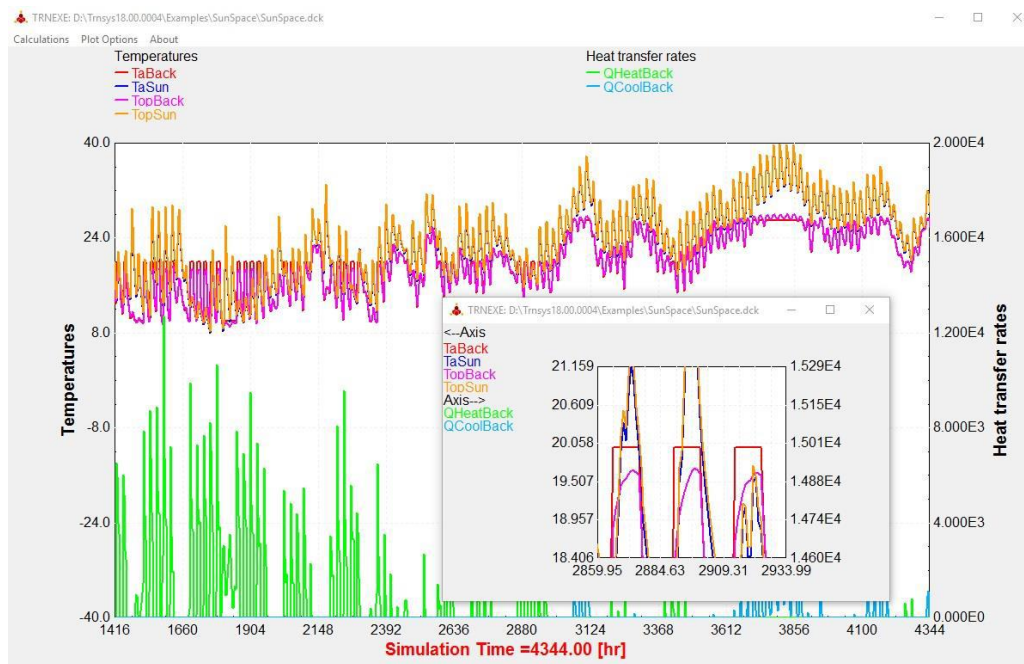 TRNEXE: D:\Trnsys18.00.0004\Examples\SunSpace\SunSpace.dck
Calculations Plot Options About
Temperatures
TaBack
TaSun
TopBack
TopSun
Heat transfer rates
QHeatBack
QCoolBack
40.0
24.0
8.0
-8.0
-24.0
-40.0
Temperatures
2.000E4
1.600E4
1.200E4
8.000E3
4.000E3
0.000E0
Heat transfer rates
TRNEXE: D:\Trnsys18.00.0004\Examples\SunSpace\SunSpace.dck
<--Axis
TaBack
TaSun
TopBack
TopSun
Axis-->
QHeatBack
QCoolBack
21.159
20.609
20.058
19.507
18.957
18.406
1.529E4
1.515E4
1.501E4
1.488E4
1.474E4
1.460E4
2859.95 2884.63 2909.31 2933.99
1416 1660 1904 2148 2392 2636 2880 3124 3368 3612 3856 4100 4344
Simulation Time =4344.00 [hr]